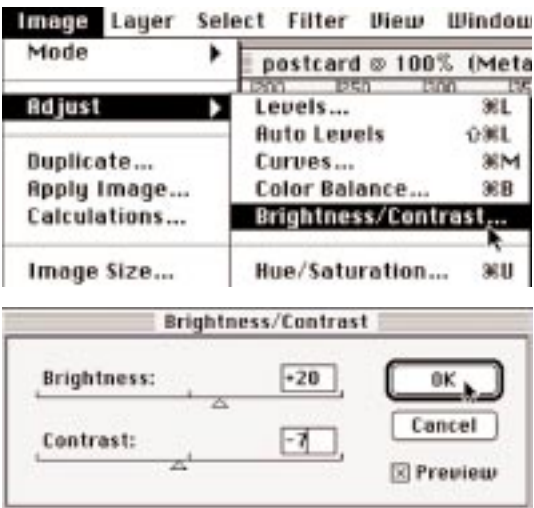 Image Layer Select Filter View Window
Mode
postcard @ 100% (Meta
Adjust
Levels... ⌘L
Auto Levels ⇧⌘L
Duplicate...
Curves... ⌘M
Apply Image...
Color Balance... ⌘B
Calculations...
Brightness/Contrast...
Image Size...
Hue/Saturation... ⌘U
Brightness/Contrast
Brightness: +20
OK
Contrast: -7
Cancel
Preview